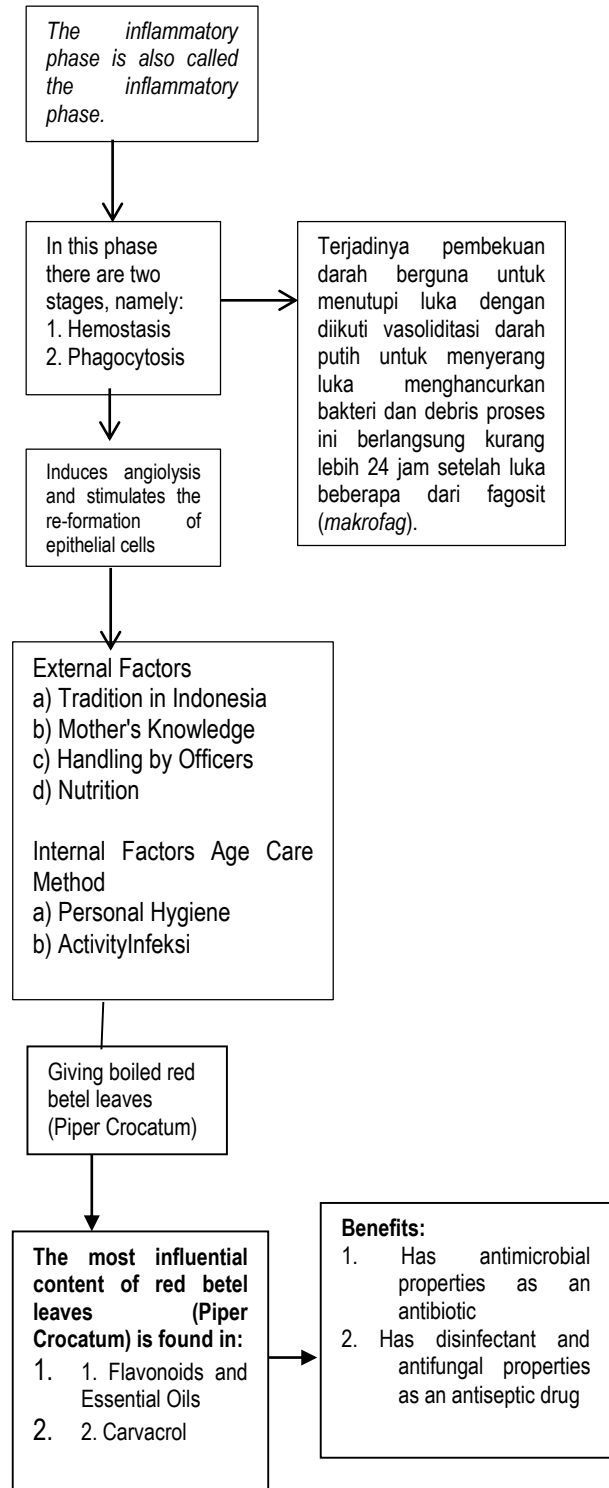 The inflammatory
phase is also called
the inflammatory
phase.
In this phase
there are two
stages, namely:
1. Hemostasis
2. Phagocytosis
Terjadinya pembekuan
darah berguna untuk
menutupi luka dengan
diikuti vasoliditasi darah
putih untuk menyerang
luka menghancurkan
bakteri dan debris proses
ini berlangsung kurang
lebih 24 jam setelah luka
beberapa dari fagosit
(makrofag).
Induces angiolysis
and stimulates the
re-formation of
epithelial cells
External Factors
a) Tradition in Indonesia
b) Mother's Knowledge
c) Handling by Officers
d) Nutrition
Internal Factors Age Care
Method
a) Personal Hygiene
b) ActivityInfeksi
Giving boiled red
betel leaves
(Piper Crocatum)
The most influential
content of red betel
leaves (Piper
Crocatum) is found in:
1. 1. Flavonoids and
Essential Oils
2. 2. Carvacrol
Benefits:
1. Has antimicrobial
properties as an
antibiotic
2. Has disinfectant and
antifungal properties
as an antiseptic drug